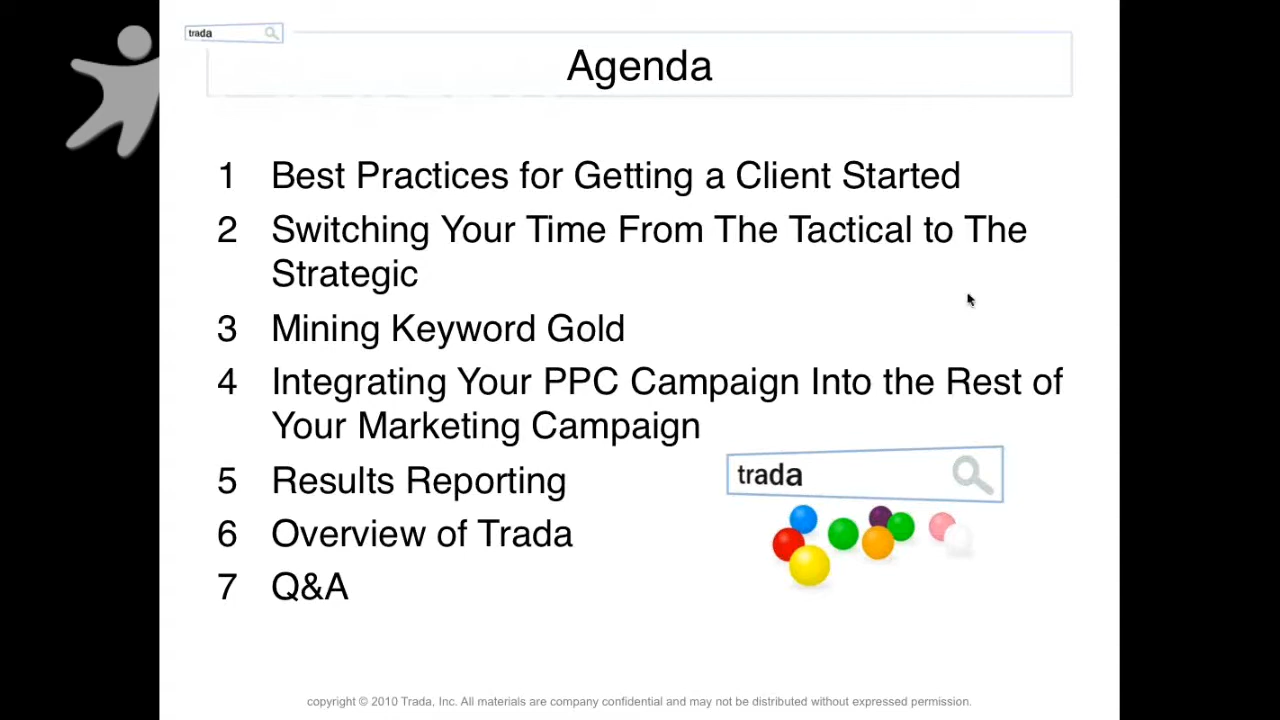 trada
Agenda
1 Best Practices for Getting a Client Started
2 Switching Your Time From The Tactical to The
Strategic
3 Mining Keyword Gold
4 Integrating Your PPC Campaign Into the Rest of
Your Marketing Campaign
5 Results Reporting
trada
6 Overview of Trada
7 Q&A
copyright © 2010 Trada, Inc. All materials are company confidential and may not be distributed without expressed permission.